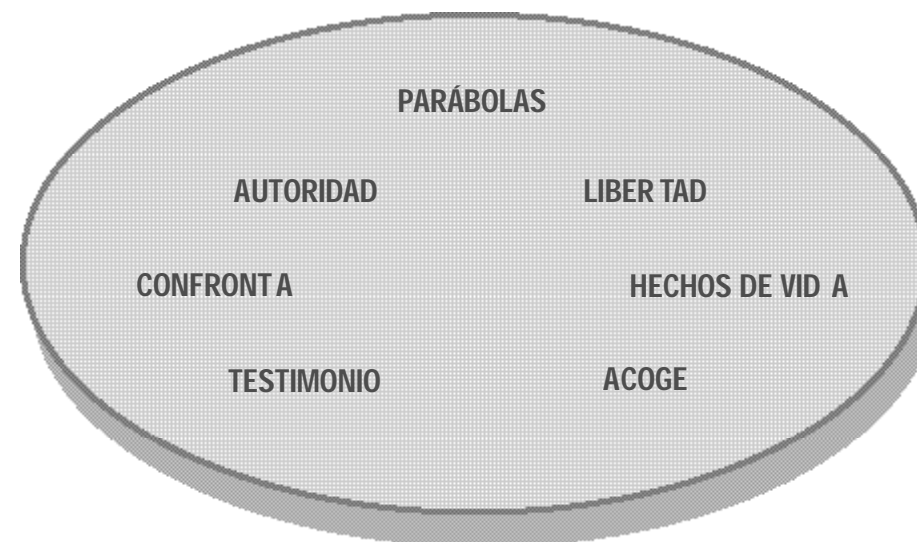 PARÁBOLAS
AUTORIDAD LIBER TAD
CONFRONT A HECHOS DE VID A
TESTIMONIO ACOGE